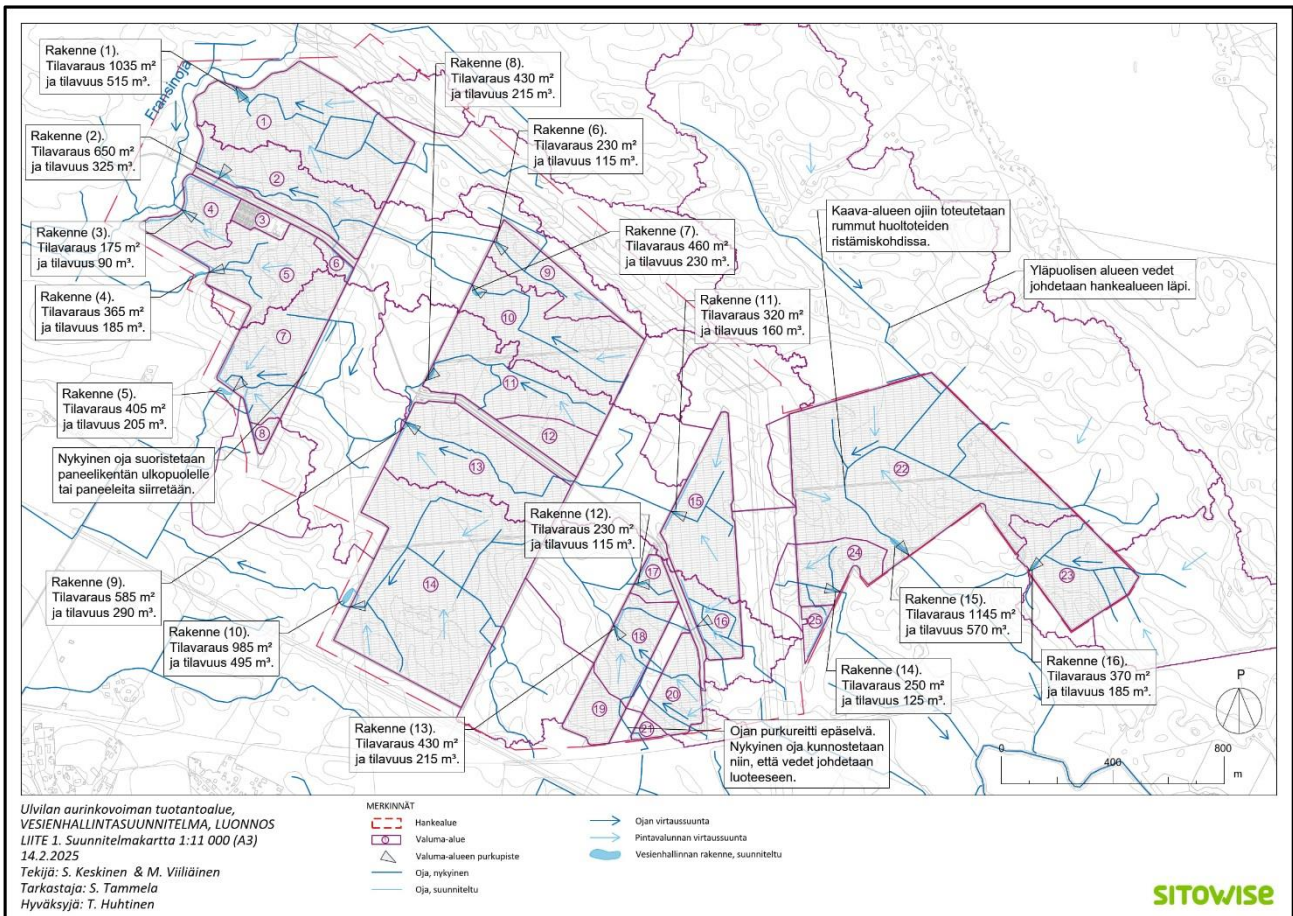 Rakenne (1).
Tilavaraus 1035 m²
ja tilavuus 515 m³.
Fransinoja
Rakenne (2).
Tilavaraus 650 m²
ja tilavuus 325 m³.
Rakenne (3).
Tilavaraus 175 m²
ja tilavuus 90 m³.
Rakenne (4).
Tilavaraus 365 m²
ja tilavuus 185 m³.
Rakenne (5).
Tilavaraus 405 m²
ja tilavuus 205 m³.
Nykyinen oja suoristetaan
paneelikentän ulkopuolelle
tai paneeleita siirretään.
Rakenne (8).
Tilavaraus 430 m²
ja tilavuus 215 m³.
Rakenne (6).
Tilavaraus 230 m²
ja tilavuus 115 m³.
Rakenne (7).
Tilavaraus 460 m²
ja tilavuus 230 m³.
Rakenne (11).
Tilavaraus 320 m²
ja tilavuus 160 m³.
Kaava-alueen ojiin toteutetaan
rummut huoltoteiden
ristämiskohdissa.
Yläpuolisen alueen vedet
johdetaan hankealueen läpi.
Rakenne (9).
Tilavaraus 585 m²
ja tilavuus 290 m³.
Rakenne (10).
Tilavaraus 985 m²
ja tilavuus 495 m³.
Rakenne (12).
Tilavaraus 230 m²
ja tilavuus 115 m³.
Rakenne (13).
Tilavaraus 430 m²
ja tilavuus 215 m³.
Rakenne (15).
Tilavaraus 1145 m²
ja tilavuus 570 m³.
Rakenne (14).
Tilavaraus 250 m²
ja tilavuus 125 m³.
Rakenne (16).
Tilavaraus 370 m²
ja tilavuus 185 m³.
Ojan purkureitti epäselvä.
Nykyinen oja kunnostetaan
niin, että vedet johdetaan
luoteeseen.
1
2
3
4
5
6
7
8
9
10
11
12
13
14
15
16
17
18
19
20
21
22
23
24
25
P
0 400 800
m
Ulvilan aurinkovoiman tuotantoalue,
VESIENHALLINTASUUNNITELMA, LUONNOS
LIITE 1. Suunnitelmakartta 1:11 000 (A3)
14.2.2025
Tekijä: S. Keskinen & M. Viiliäinen
Tarkastaja: S. Tammela
Hyväksyjä: T. Huhtinen
MERKINNÄT
Hankealue
Valuma-alue
Valuma-alueen purkupiste
Oja, nykyinen
Oja, suunniteltu
Ojan virtaussuunta
Pintavalunnan virtaussuunta
Vesienhallinnan rakenne, suunniteltu
SITOWISE